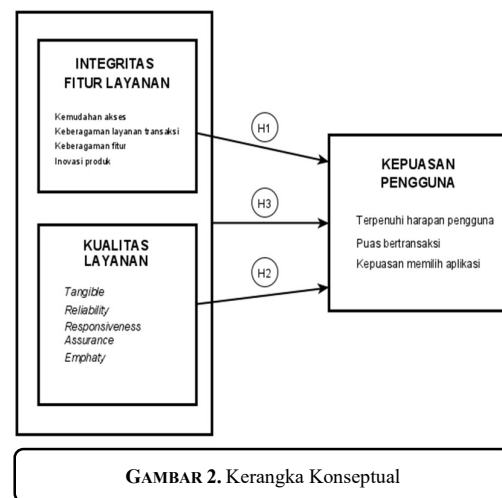 INTEGRITAS
FITUR LAYANAN
Kemudahan akses
Keberagaman layanan transaksi
Keberagaman fitur
Inovasi produk
KUALITAS
LAYANAN
Tangible
Reliability
Responsiveness
Assurance
Emphaty
H1
H3
H2
KEPUASAN
PENGGUNA
Terpenuhi harapan pengguna
Puas bertransaksi
Kepuasan memilih aplikasi
GAMBAR 2. Kerangka Konseptual